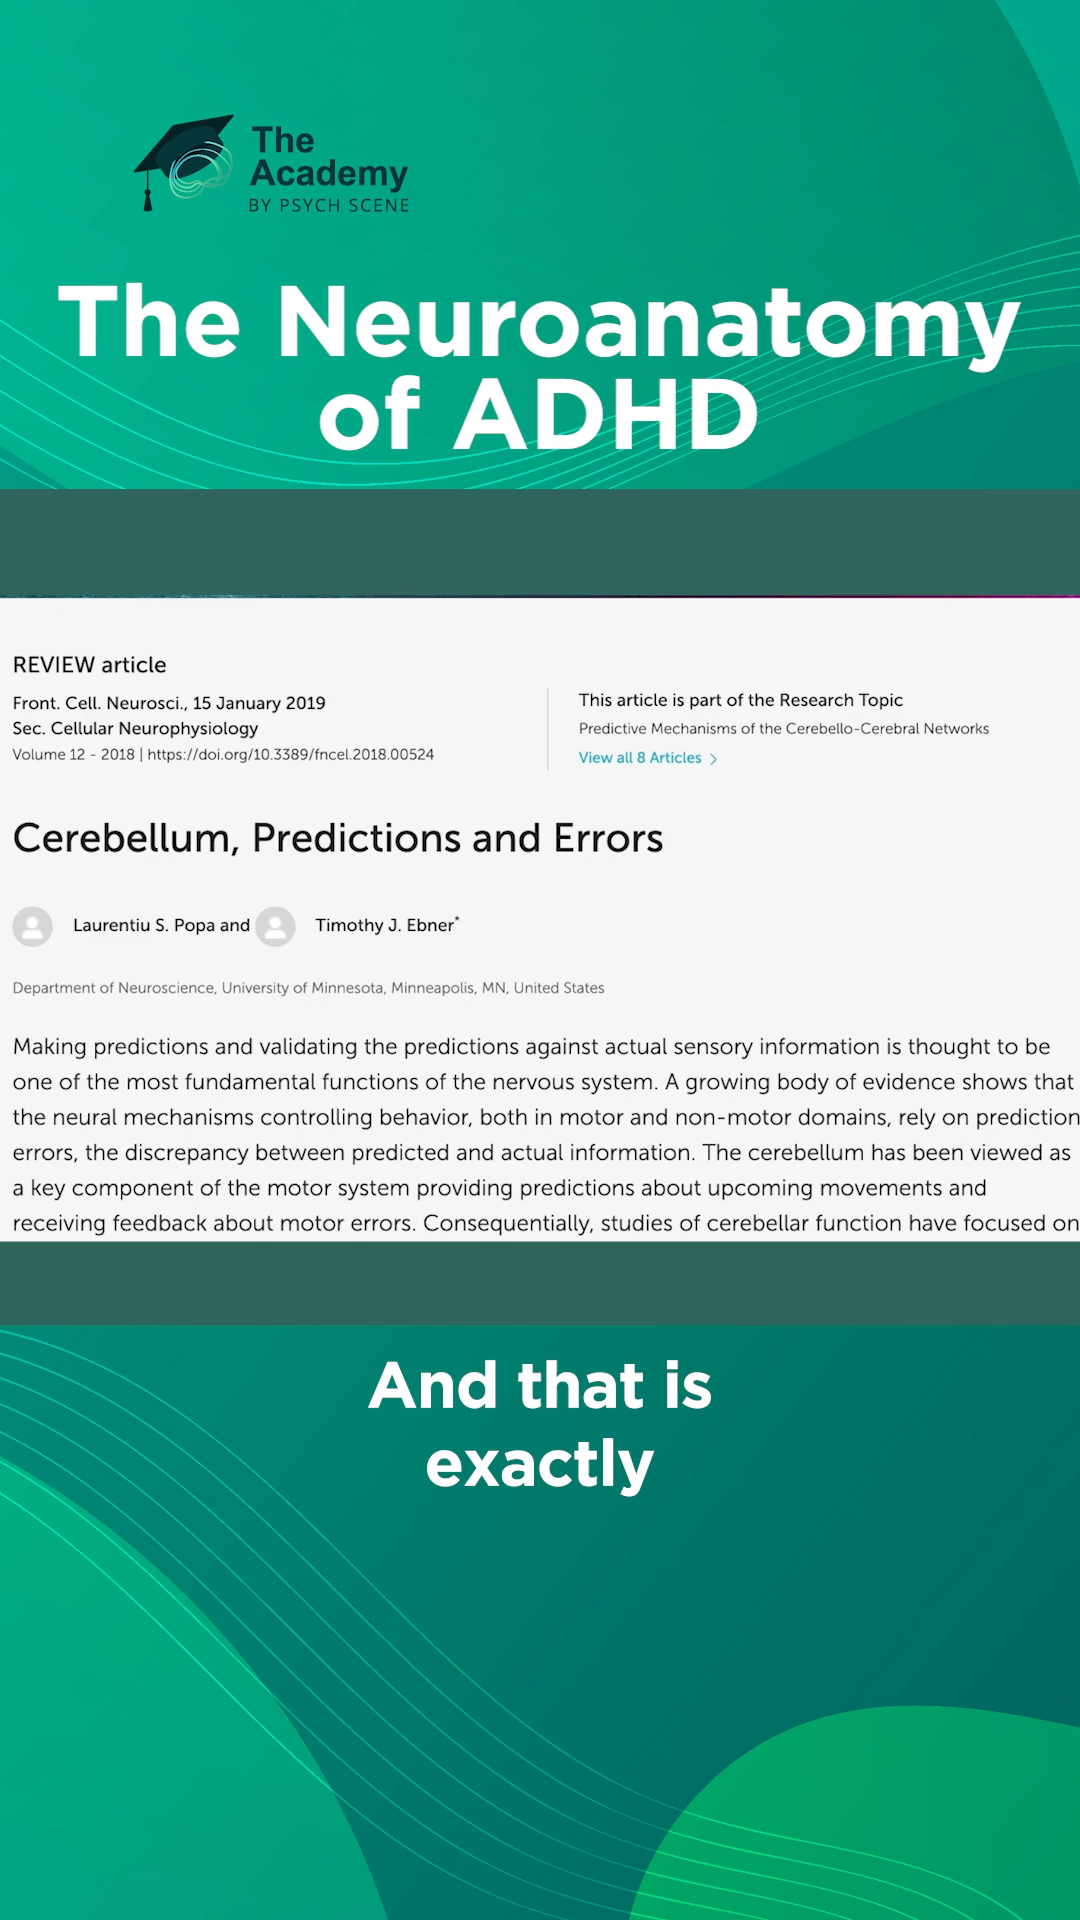 The
Academy
BY PSYCH SCENE
The Neuroanatomy
of ADHD
REVIEW article
Front. Cell. Neurosci., 15 January 2019
Sec. Cellular Neurophysiology
Volume 12 - 2018 | https://doi.org/10.3389/fncel.2018.00524
This article is part of the Research Topic
Predictive Mechanisms of the Cerebello-Cerebral Networks
View all 8 Articles >
Cerebellum, Predictions and Errors
Laurentiu S. Popa and Timothy J. Ebner*
Department of Neuroscience, University of Minnesota, Minneapolis, MN, United States
Making predictions and validating the predictions against actual sensory information is thought to be
one of the most fundamental functions of the nervous system. A growing body of evidence shows that
the neural mechanisms controlling behavior, both in motor and non-motor domains, rely on prediction
errors, the discrepancy between predicted and actual information. The cerebellum has been viewed as
a key component of the motor system providing predictions about upcoming movements and
receiving feedback about motor errors. Consequentially, studies of cerebellar function have focused on
And that is
exactly